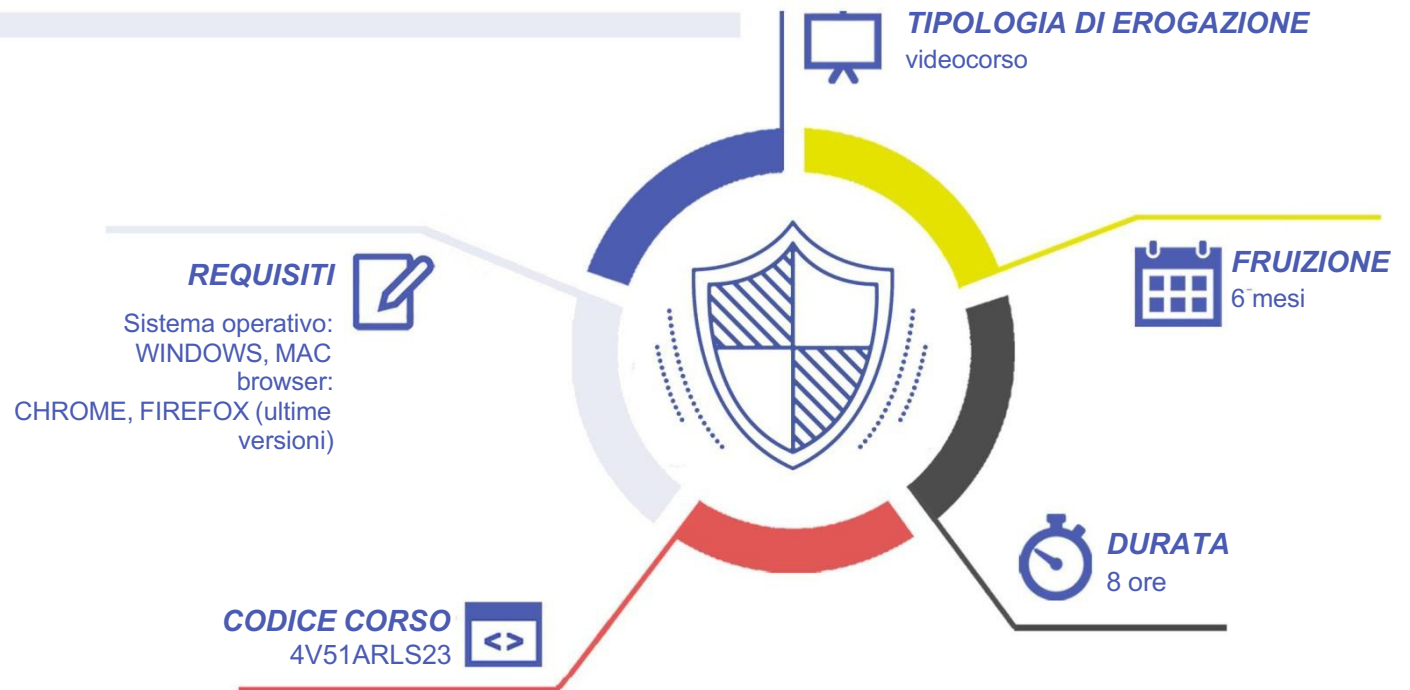 TIPOLOGIA DI EROGAZIONE
videocorso
REQUISITI
Sistema operativo:
WINDOWS, MAC
browser:
CHROME, FIREFOX (ultime
versioni)
FRUIZIONE
6 mesi
DURATA
8 ore
CODICE CORSO
4V51ARLS23
<>